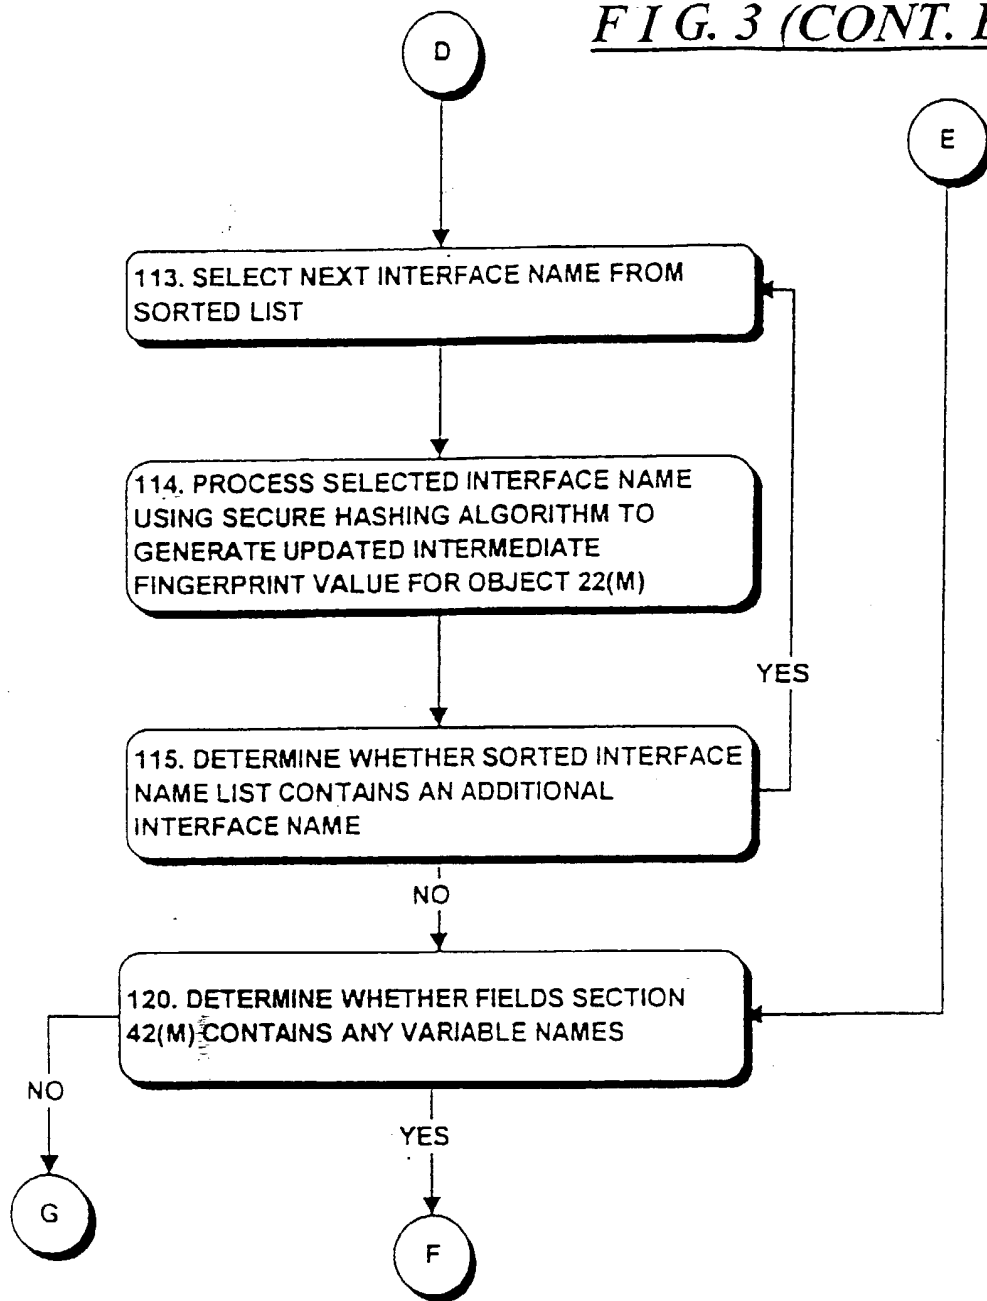 F I G. 3 (CONT.
D
E
113. SELECT NEXT INTERFACE NAME FROM
SORTED LIST
114. PROCESS SELECTED INTERFACE NAME
USING SECURE HASHING ALGORITHM TO
GENERATE UPDATED INTERMEDIATE
FINGERPRINT VALUE FOR OBJECT 22(M)
YES
115. DETERMINE WHETHER SORTED INTERFACE
NAME LIST CONTAINS AN ADDITIONAL
INTERFACE NAME
NO
120. DETERMINE WHETHER FIELDS SECTION
42(M) CONTAINS ANY VARIABLE NAMES
NO
YES
G
F